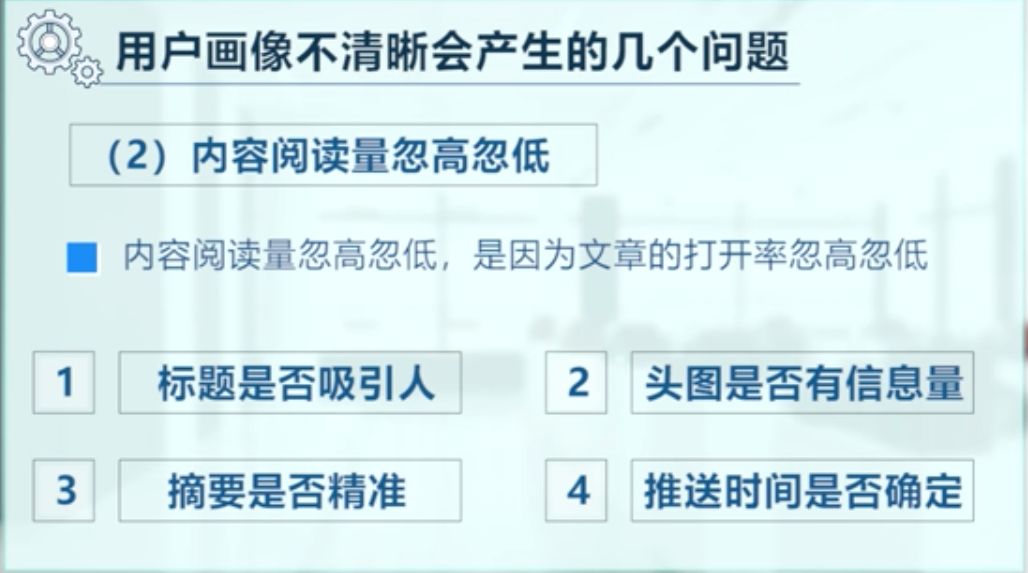 用户画像不清晰会产生的几个问题
（2）内容阅读量忽高忽低
内容阅读量忽高忽低，是因为文章的打开率忽高忽低
1 标题是否吸引人
2 头图是否有信息量
3 摘要是否精准
4 推送时间是否确定